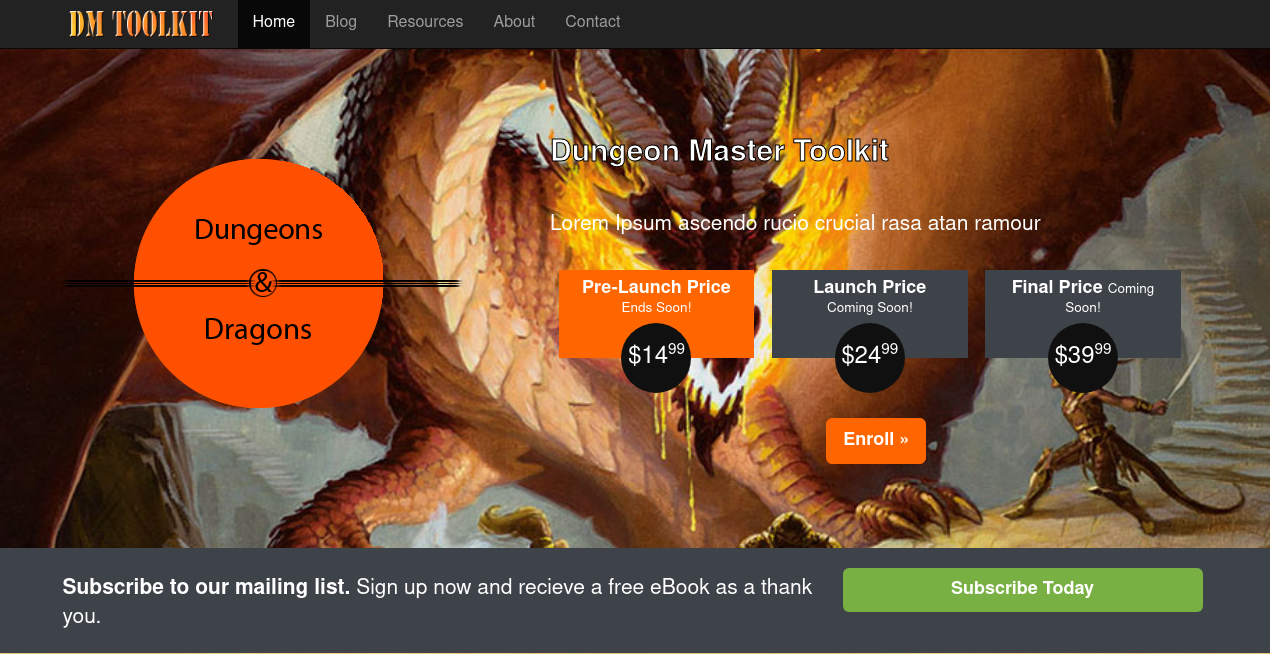 DM TOOLKIT
Home Blog Resources About Contact
Dungeons
&
Dragons
Dungeon Master Toolkit
Lorem Ipsum ascendo rucio crucial rasa atan ramour
Pre-Launch Price
Ends Soon!
$14.99
Launch Price
Coming Soon!
$24.99
Final Price Coming
Soon!
$39.99
Enroll »
Subscribe to our mailing list. Sign up now and recieve a free eBook as a thank
you.
Subscribe Today